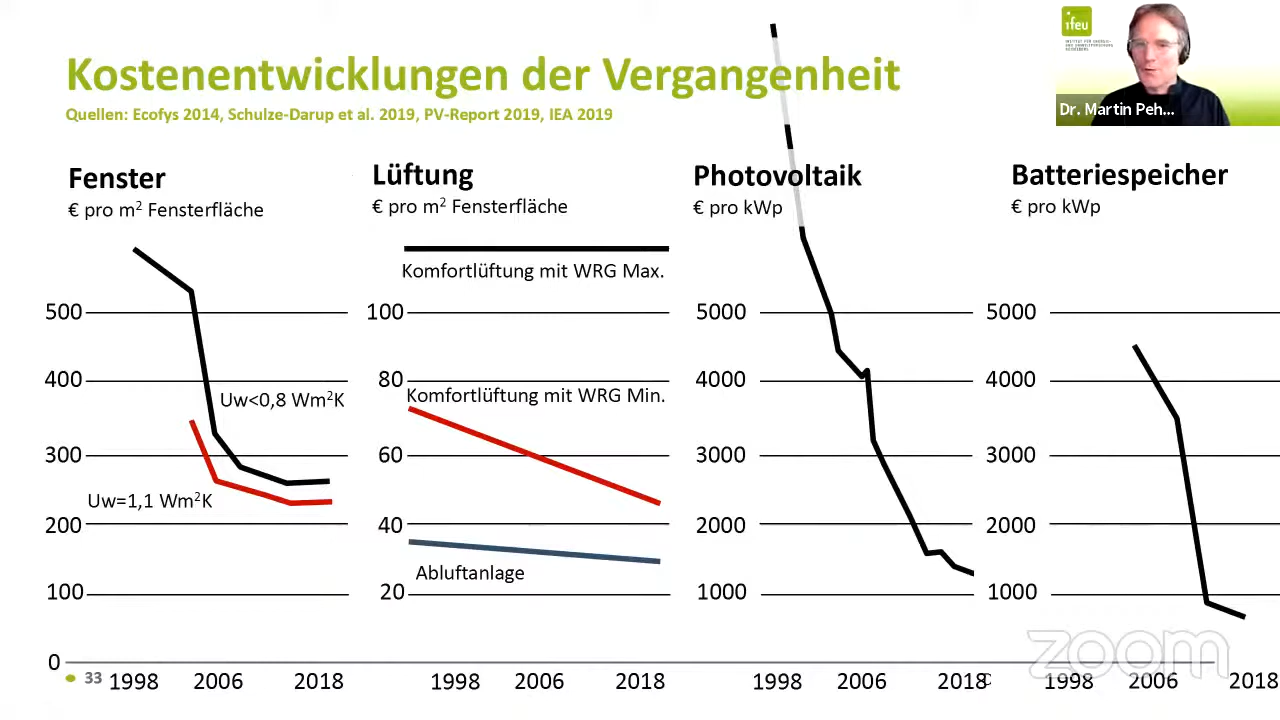 Kostenentwicklungen der Vergangenheit
Quellen: Ecofys 2014, Schulze-Darup et al. 2019, PV-Report 2019, IEA 2019
ifeu
Dr. Martin Peh...
Fenster
€ pro m² Fensterfläche
500
400
300
200
100
0
Uw<0,8 Wm²K
Uw=1,1 Wm²K
1998 2006 2018
Lüftung
€ pro m² Fensterfläche
Komfortlüftung mit WRG Max.
100
80
Komfortlüftung mit WRG Min.
60
40
Abluftanlage
20
1998 2006 2018
Photovoltaik
€ pro kWp
5000
4000
3000
2000
1000
1998 2006 2018
Batteriespeicher
€ pro kWp
5000
4000
3000
2000
1000
1998 2006 2018
33
zoom